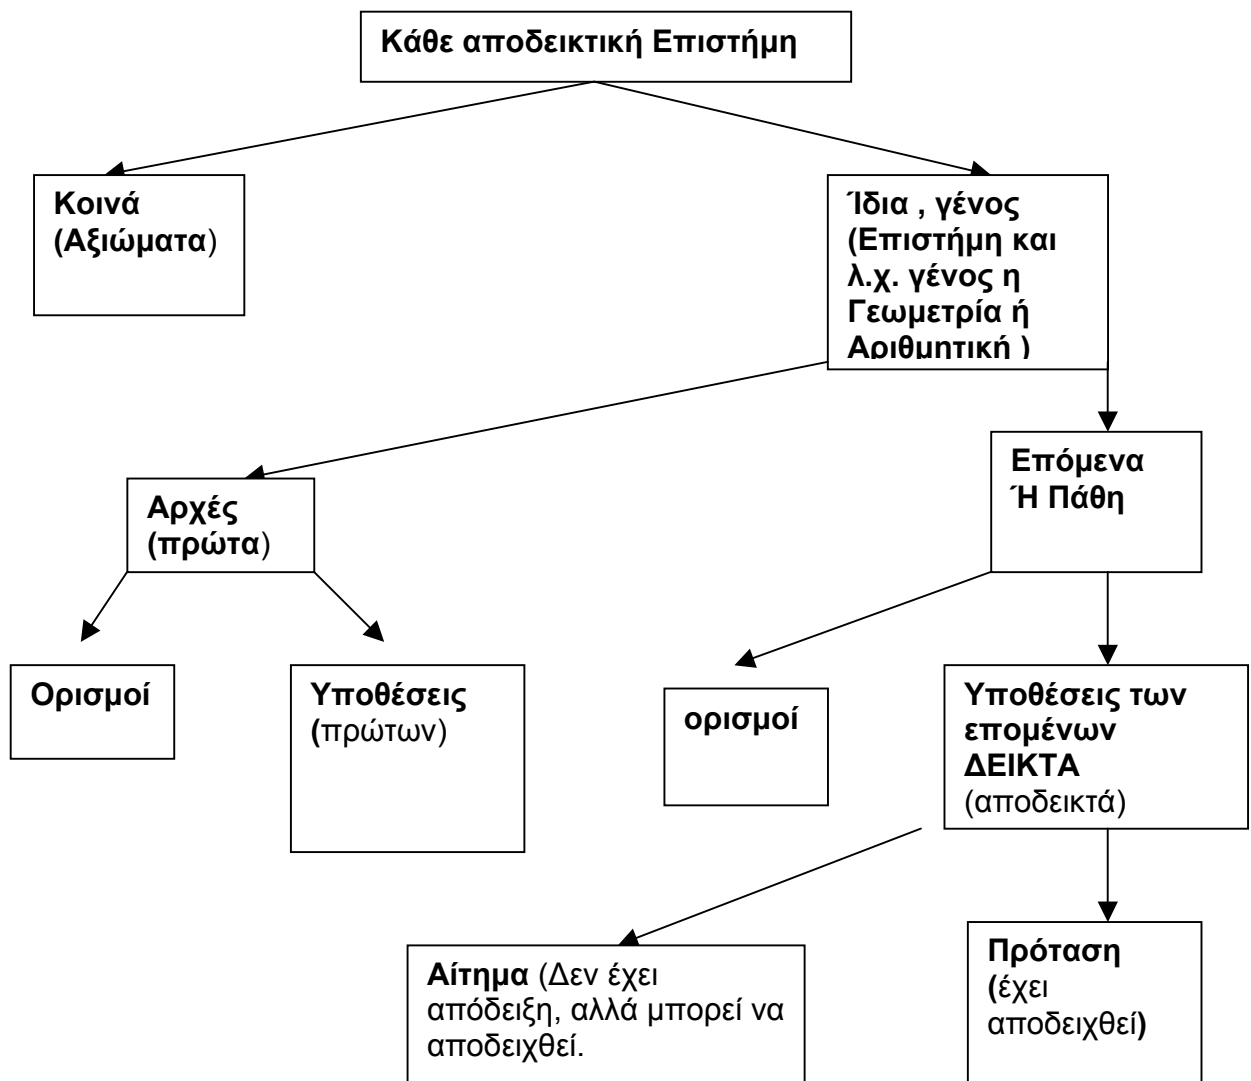 Κάθε αποδεικτική Επιστήμη
Κοινά
(Αξιώματα)
Ίδια , γένος
(Επιστήμη και
λ.χ. γένος η
Γεωμετρία ή
Αριθμητική )
Αρχές
(πρώτα)
Επόμενα
Ή Πάθη
Ορισμοί
Υποθέσεις
(πρώτων)
ορισμοί
Υποθέσεις των
επομένων
ΔΕΙΚΤΑ
(αποδεικτά)
Αίτημα (Δεν έχει
απόδειξη, αλλά μπορεί να
αποδειχθεί.
Πρόταση
(έχει
αποδειχθεί)